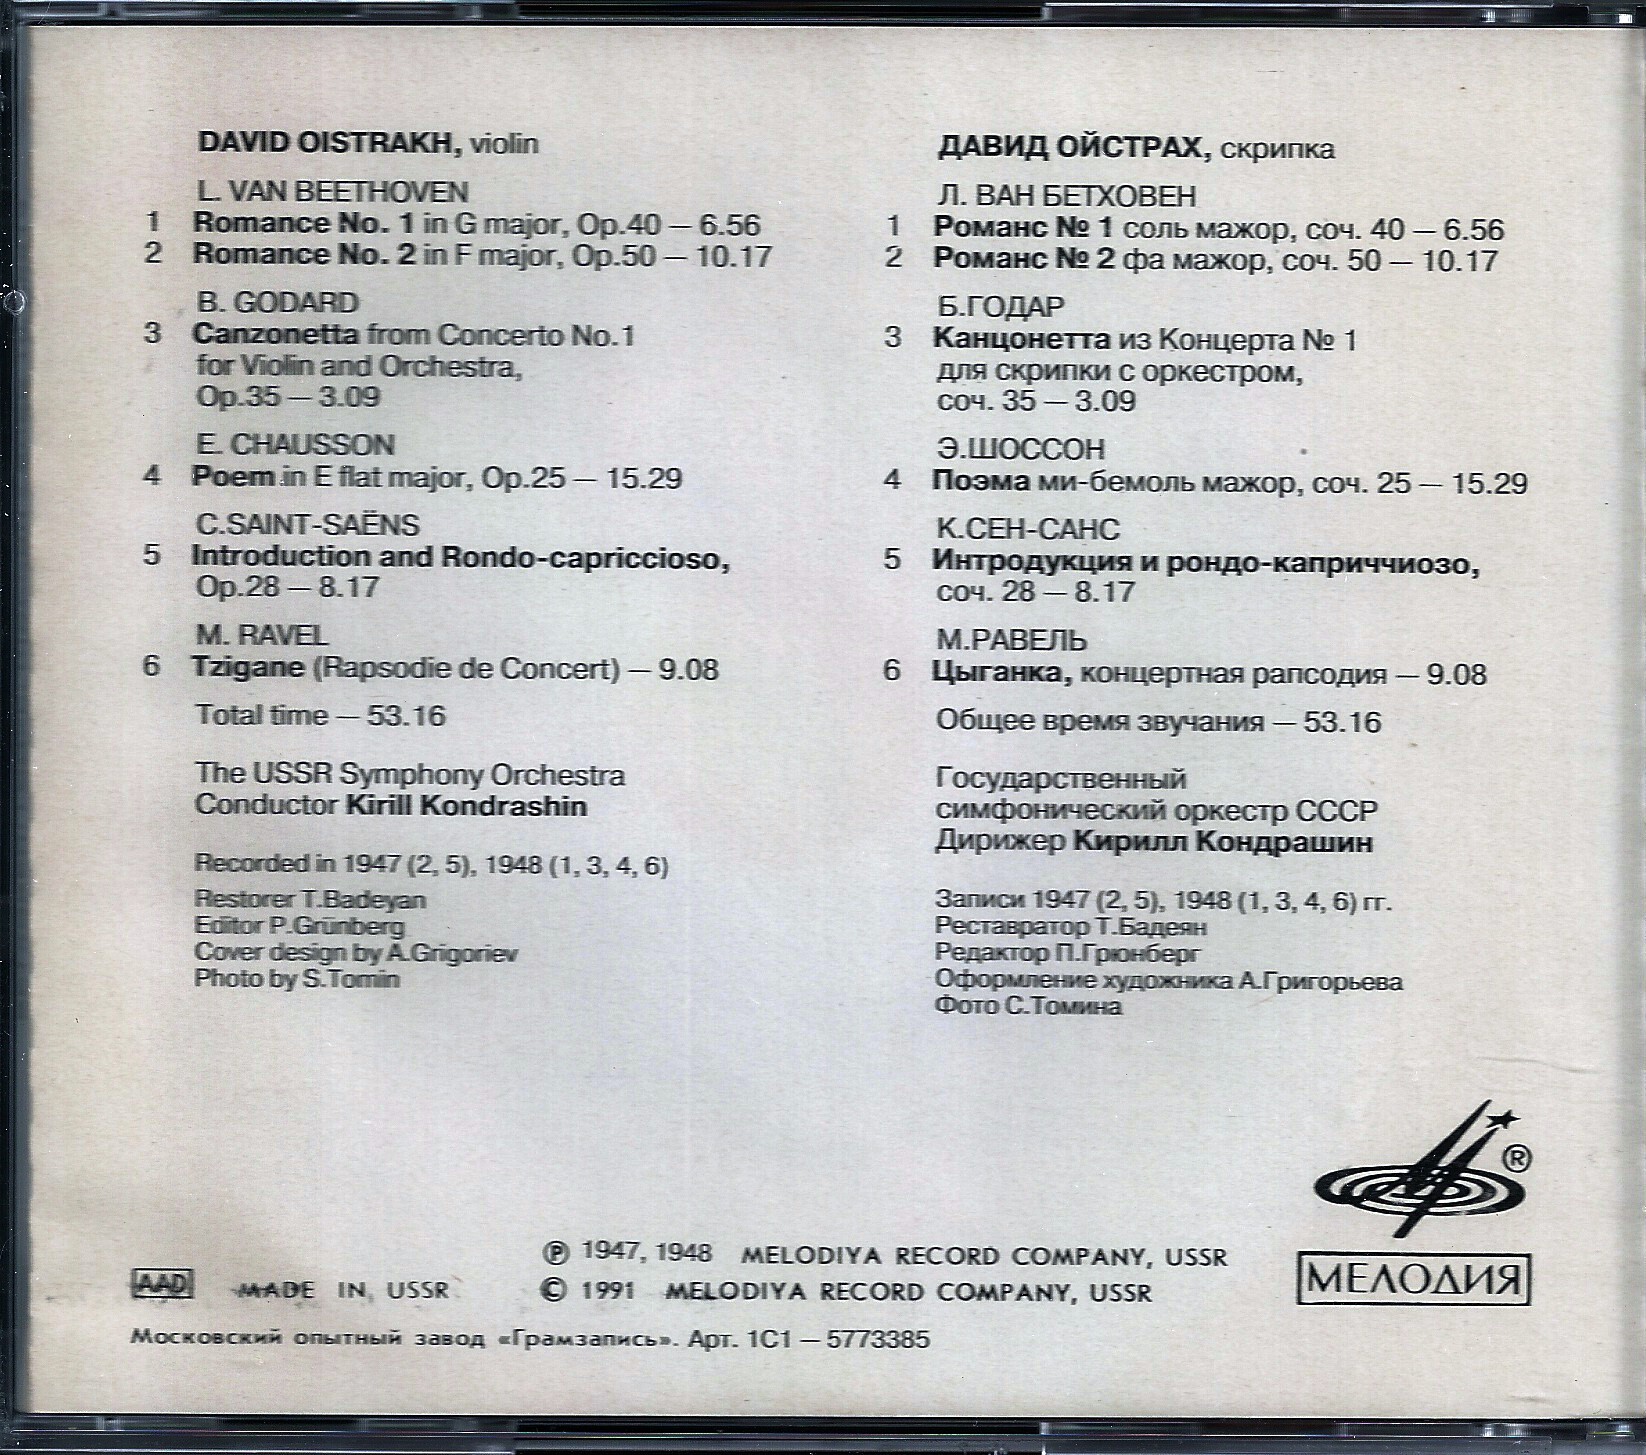 DAVID OISTRAKH, violin
L. VAN BEETHOVEN
1 Romance No. 1 in G major, Op.40 — 6.56
2 Romance No. 2 in F major, Op.50 — 10.17
B. GODARD
3 Canzonetta from Concerto No.1
for Violin and Orchestra,
Op.35 — 3.09
E. CHAUSSON
4 Poem in E flat major, Op.25 — 15.29
C.SAINT-SAËNS
5 Introduction and Rondo-capriccioso,
Op.28 — 8.17
M. RAVEL
6 Tzigane (Rapsodie de Concert) — 9.08
Total time — 53.16
The USSR Symphony Orchestra
Conductor Kirill Kondrashin
Recorded in 1947 (2, 5), 1948 (1, 3, 4, 6)
Restorer T.Badeyan
Editor P.Grünberg
Cover design by A.Grigoriev
Photo by S.Tomin
ДАВИД ОЙСТРАХ, скрипка
Л. ВАН БЕТХОВЕН
1 Романс № 1 соль мажор, соч. 40 — 6.56
2 Романс № 2 фа мажор, соч. 50 — 10.17
Б.ГОДАР
3 Канцонетта из Концерта № 1
для скрипки с оркестром,
соч. 35 — 3.09
Э.ШОССОН
4 Поэма ми-бемоль мажор, соч. 25 — 15.29
К.СЕН-САНС
5 Интродукция и рондо-каприччиозо,
соч. 28 — 8.17
М.РАВЕЛЬ
6 Цыганка, концертная рапсодия — 9.08
Общее время звучания — 53.16
Государственный
симфонический оркестр СССР
Дирижер Кирилл Кондрашин
Записи 1947 (2, 5), 1948 (1, 3, 4, 6) гг.
Реставратор Т.Бадеян
Редактор П.Грюнберг
Оформление художника А.Григорьева
Фото С.Томина
®
МЕЛОДИЯ
℗ 1947, 1948 MELODIYA RECORD COMPANY, USSR
AAD MADE IN USSR © 1991 MELODIYA RECORD COMPANY, USSR
Московский опытный завод «Грамзапись». Арт. 1С1 — 5773385